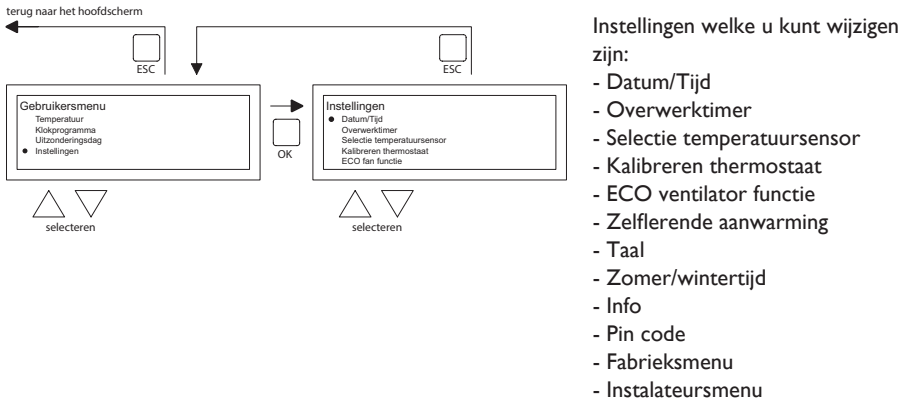 terug naar het hoofdscherm
ESC
ESC
Gebruikersmenu
Temperatuur
Klokprogramma
Uitzonderingsdag
Instellingen
selecteren
OK
Instellingen
Datum/Tijd
Overwerktimer
Selectie temperatuursensor
Kalibreren thermostaat
ECO fan functie
selecteren
Instellingen welke u kunt wijzigen
zijn:
- Datum/Tijd
- Overwerktimer
- Selectie temperatuursensor
- Kalibreren thermostaat
- ECO ventilator functie
- Zelflerende aanwarming
- Taal
- Zomer/wintertijd
- Info
- Pin code
- Fabrieksmenu
- Instalateursmenu